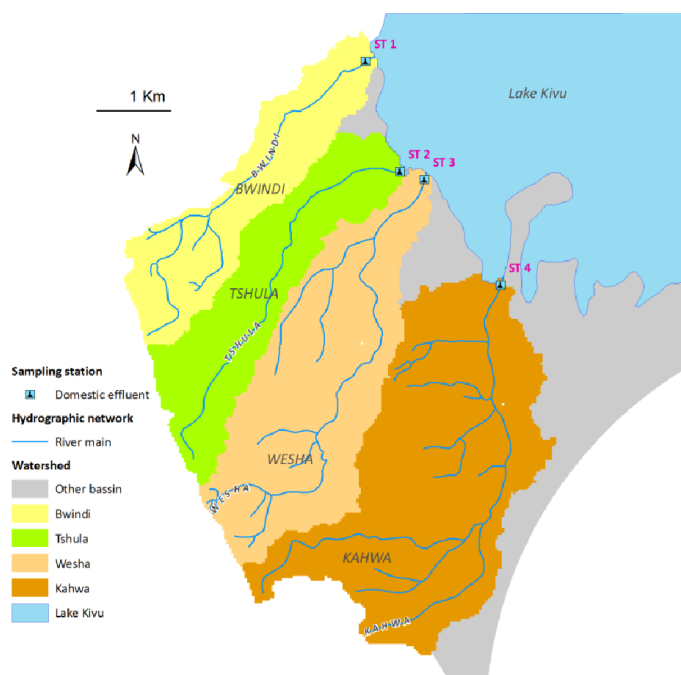 ST 1
Lake Kivu
1 Km
N
BWINDI
BWINDI
ST 2
ST 3
TSHULA
TSHULA
ST 4
Sampling station
Domestic effluent
Hydrographic network
River main
Watershed
Other bassin
Bwindi
Tshula
Wesha
Kahwa
Lake Kivu
WESHA
WESHA
KAHWA
KAHWA